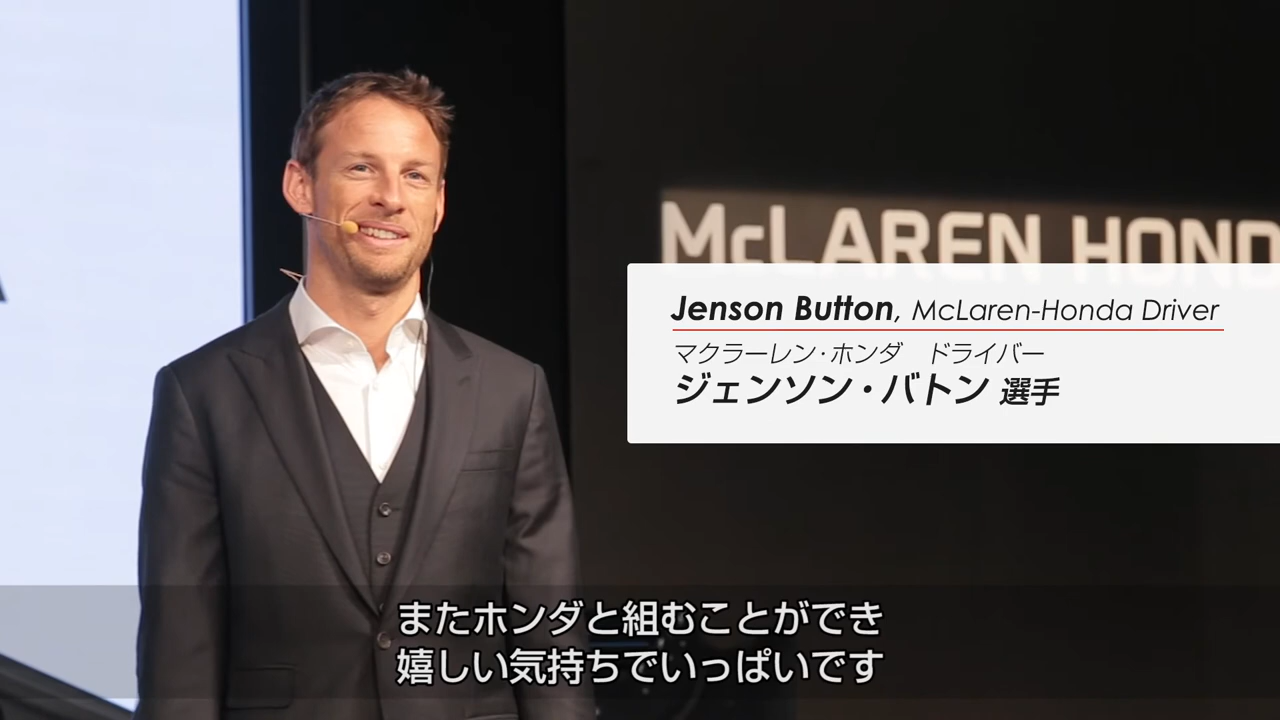 McLAREN HOND
Jenson Button, McLaren-Honda Driver
マクラーレン・ホンダ　ドライバー
ジェンソン・バトン 選手
またホンダと組むことができ
嬉しい気持ちでいっぱいです